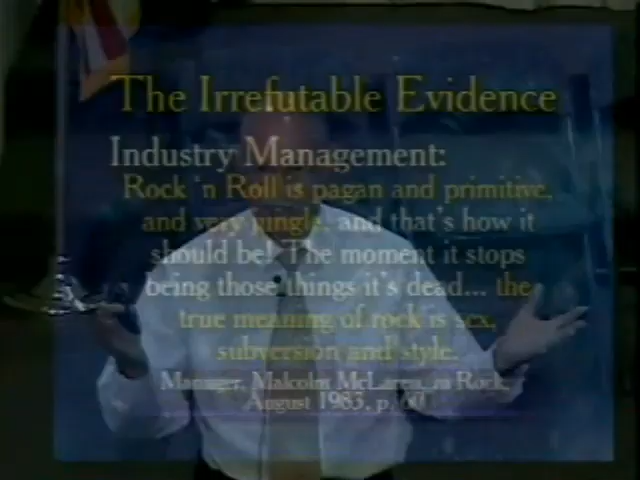 The Irrefutable Evidence
Industry Management:
Rock 'n Roll is pagan and primitive,
and very jungle, and that's how it
should be! The moment it stops
being those things it's dead... the
true meaning of rock is sex,
subversion and style.
Manager, Malcolm McLaren, Rock,
August 1983, p.